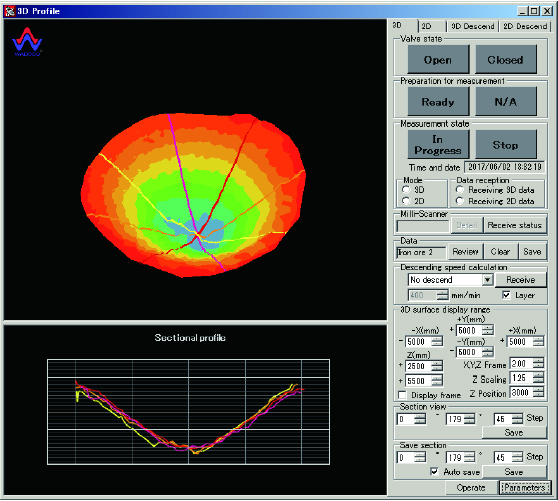 3D Profile
3D 2D 3D Descend 2D Descend
Valve state
Open Closed
Preparation for measurement
Ready N/A
Measurement state
In Progress Stop
Time and date 2017/06/02 13:32:19
Mode Data reception
3D Receiving 3D data
2D Receiving 2D data
Milli-Scanner
Detail Receive status
Data
Iron ore 2 Review Clear Save
Descending speed calculation
No descend Receive
400 mm/min Layer
3D surface display range
+Y(mm)
-X(mm) + 5000 +X(mm)
- 5000 -Y(mm) + 5000
Z(mm) - 5000
+ 2500 X,Y,Z Frame 2.00
+ 5500 Z Scaling 1.25
Display frame Z Position 3000
Section view
0 ° 179 ° 45 Step
Save
Save section
0 ° 179 ° 45 Step
Auto save Save
Operate Parameters
Sectional profile